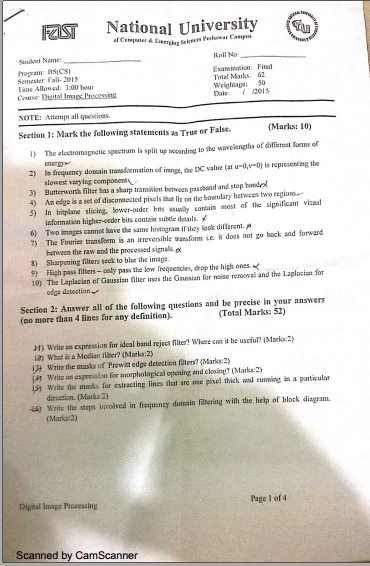 FAST
National University
of Computer & Emerging Sciences Peshawar Campus
Student Name:
Roll No:
Program: BS(CS)
Semester: Fall- 2015
Time Allowed: 3:00 hour
Course: Digital Image Processing
Examination: Final
Total Marks: 62
Weightage: 50
Date: / /2015
NOTE: Attempt all questions.
Section 1: Mark the following statements as True or False. (Marks: 10)
1) The electromagnetic spectrum is split up according to the wavelengths of different forms of
energy
2) In frequency domain transformation of image, the DC value (at u=0,v=0) is representing the
slowest varying component
3) Butterworth filter has a sharp transition between passband and stop band
4) An edge is a set of disconnected pixels that lie on the boundary between two regions.
5) In bitplane slicing, lower-order bits usually contain most of the significant visual
information higher-order bits contain subtle details.
6) Two images cannot have the same histogram if they look different.
7) The Fourier transform is an irreversible transform i.e. it does not go back and forward
between the raw and the processed signals.
8) Sharpening filters seek to blur the image.
9) High pass filters – only pass the low frequencies, drop the high ones.
10) The Laplacian of Gaussian filter uses the Gaussian for noise removal and the Laplacian for
edge detection
Section 2: Answer all of the following questions and be precise in your answers
(no more than 4 lines for any definition). (Total Marks: 52)
11) Write an expression for ideal band reject filter? Where can it be useful? (Marks:2)
12) What is a Median filter? (Marks:2)
13) Write the masks of Prewitt edge detection filters? (Marks:2)
14) Write an expression for morphological opening and closing? (Marks:2)
15) Write the masks for extracting lines that are one pixel thick and running in a particular
direction. (Marks:2)
16) Write the steps involved in frequency domain filtering with the help of block diagram.
(Marks:2)
Digital Image Processing
Page 1 of 4
Scanned by CamScanner